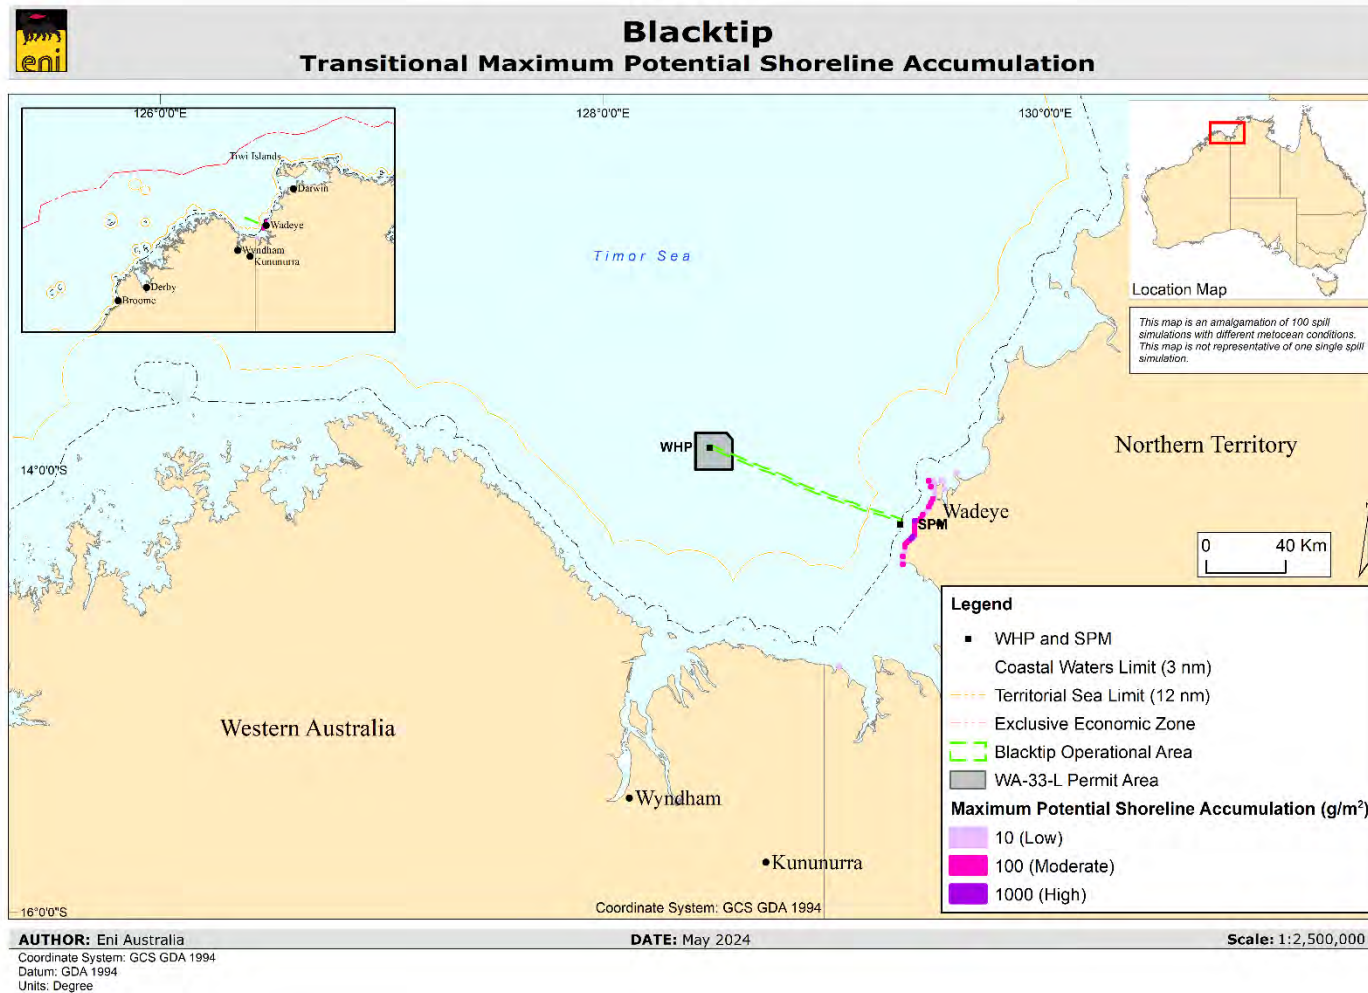 eni
Blacktip
Transitional Maximum Potential Shoreline Accumulation
126°0'0"E
128°0'0"E
130°0'0"E
Tiwi Islands
Darwin
Wadeye
Wyndham
Kununurra
Derby
Broome
Timor Sea
Location Map
This map is an amalgamation of 100 spill
simulations with different metocean conditions.
This map is not representative of one single spill
simulation.
WHP
Northern Territory
14°0'0"S
Wadeye
SPM
0 40 Km
Western Australia
Wyndham
Kununurra
Legend
WHP and SPM
Coastal Waters Limit (3 nm)
Territorial Sea Limit (12 nm)
Exclusive Economic Zone
Blacktip Operational Area
WA-33-L Permit Area
Maximum Potential Shoreline Accumulation (g/m²)
10 (Low)
100 (Moderate)
1000 (High)
16°0'0"S
Coordinate System: GCS GDA 1994
AUTHOR: Eni Australia
DATE: May 2024
Scale: 1:2,500,000
Coordinate System: GCS GDA 1994
Datum: GDA 1994
Units: Degree